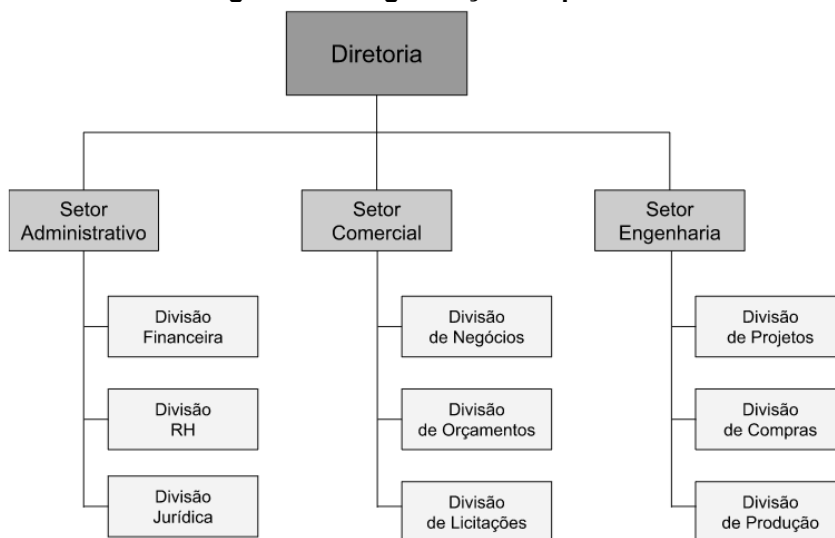 Diretoria
Setor
Administrativo
Setor
Comercial
Setor
Engenharia
Divisão
Financeira
Divisão
de Negócios
Divisão
de Projetos
Divisão
RH
Divisão
de Orçamentos
Divisão
de Compras
Divisão
Jurídica
Divisão
de Licitações
Divisão
de Produção